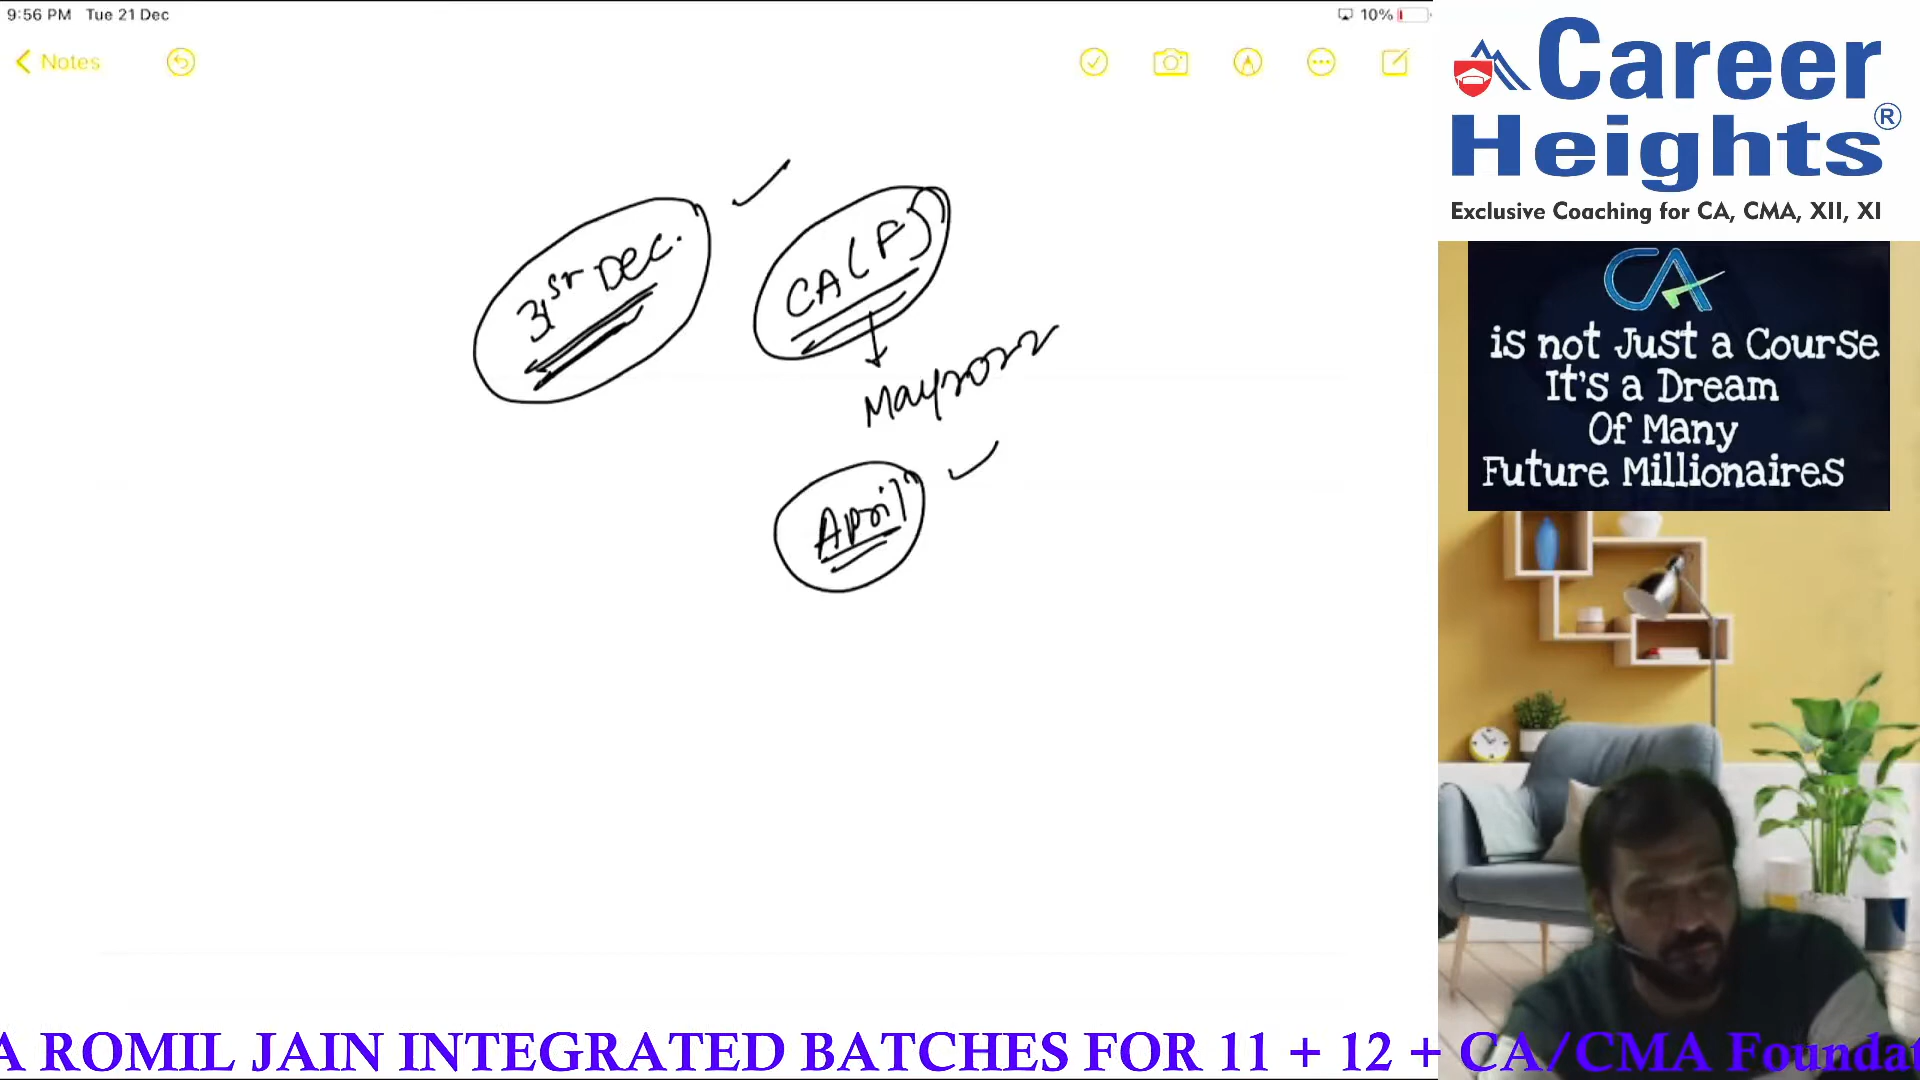 9:56 PM Tue 21 Dec
10%
Notes
31st Dec.
CA (F)
May 2022
April
Career
Heights®
Exclusive Coaching for CA, CMA, XII, XI
CA
is not Just a Course
It's a Dream
Of Many
Future Millionaires
A ROMIL JAIN INTEGRATED BATCHES FOR 11 + 12 + CA/CMA Foundat